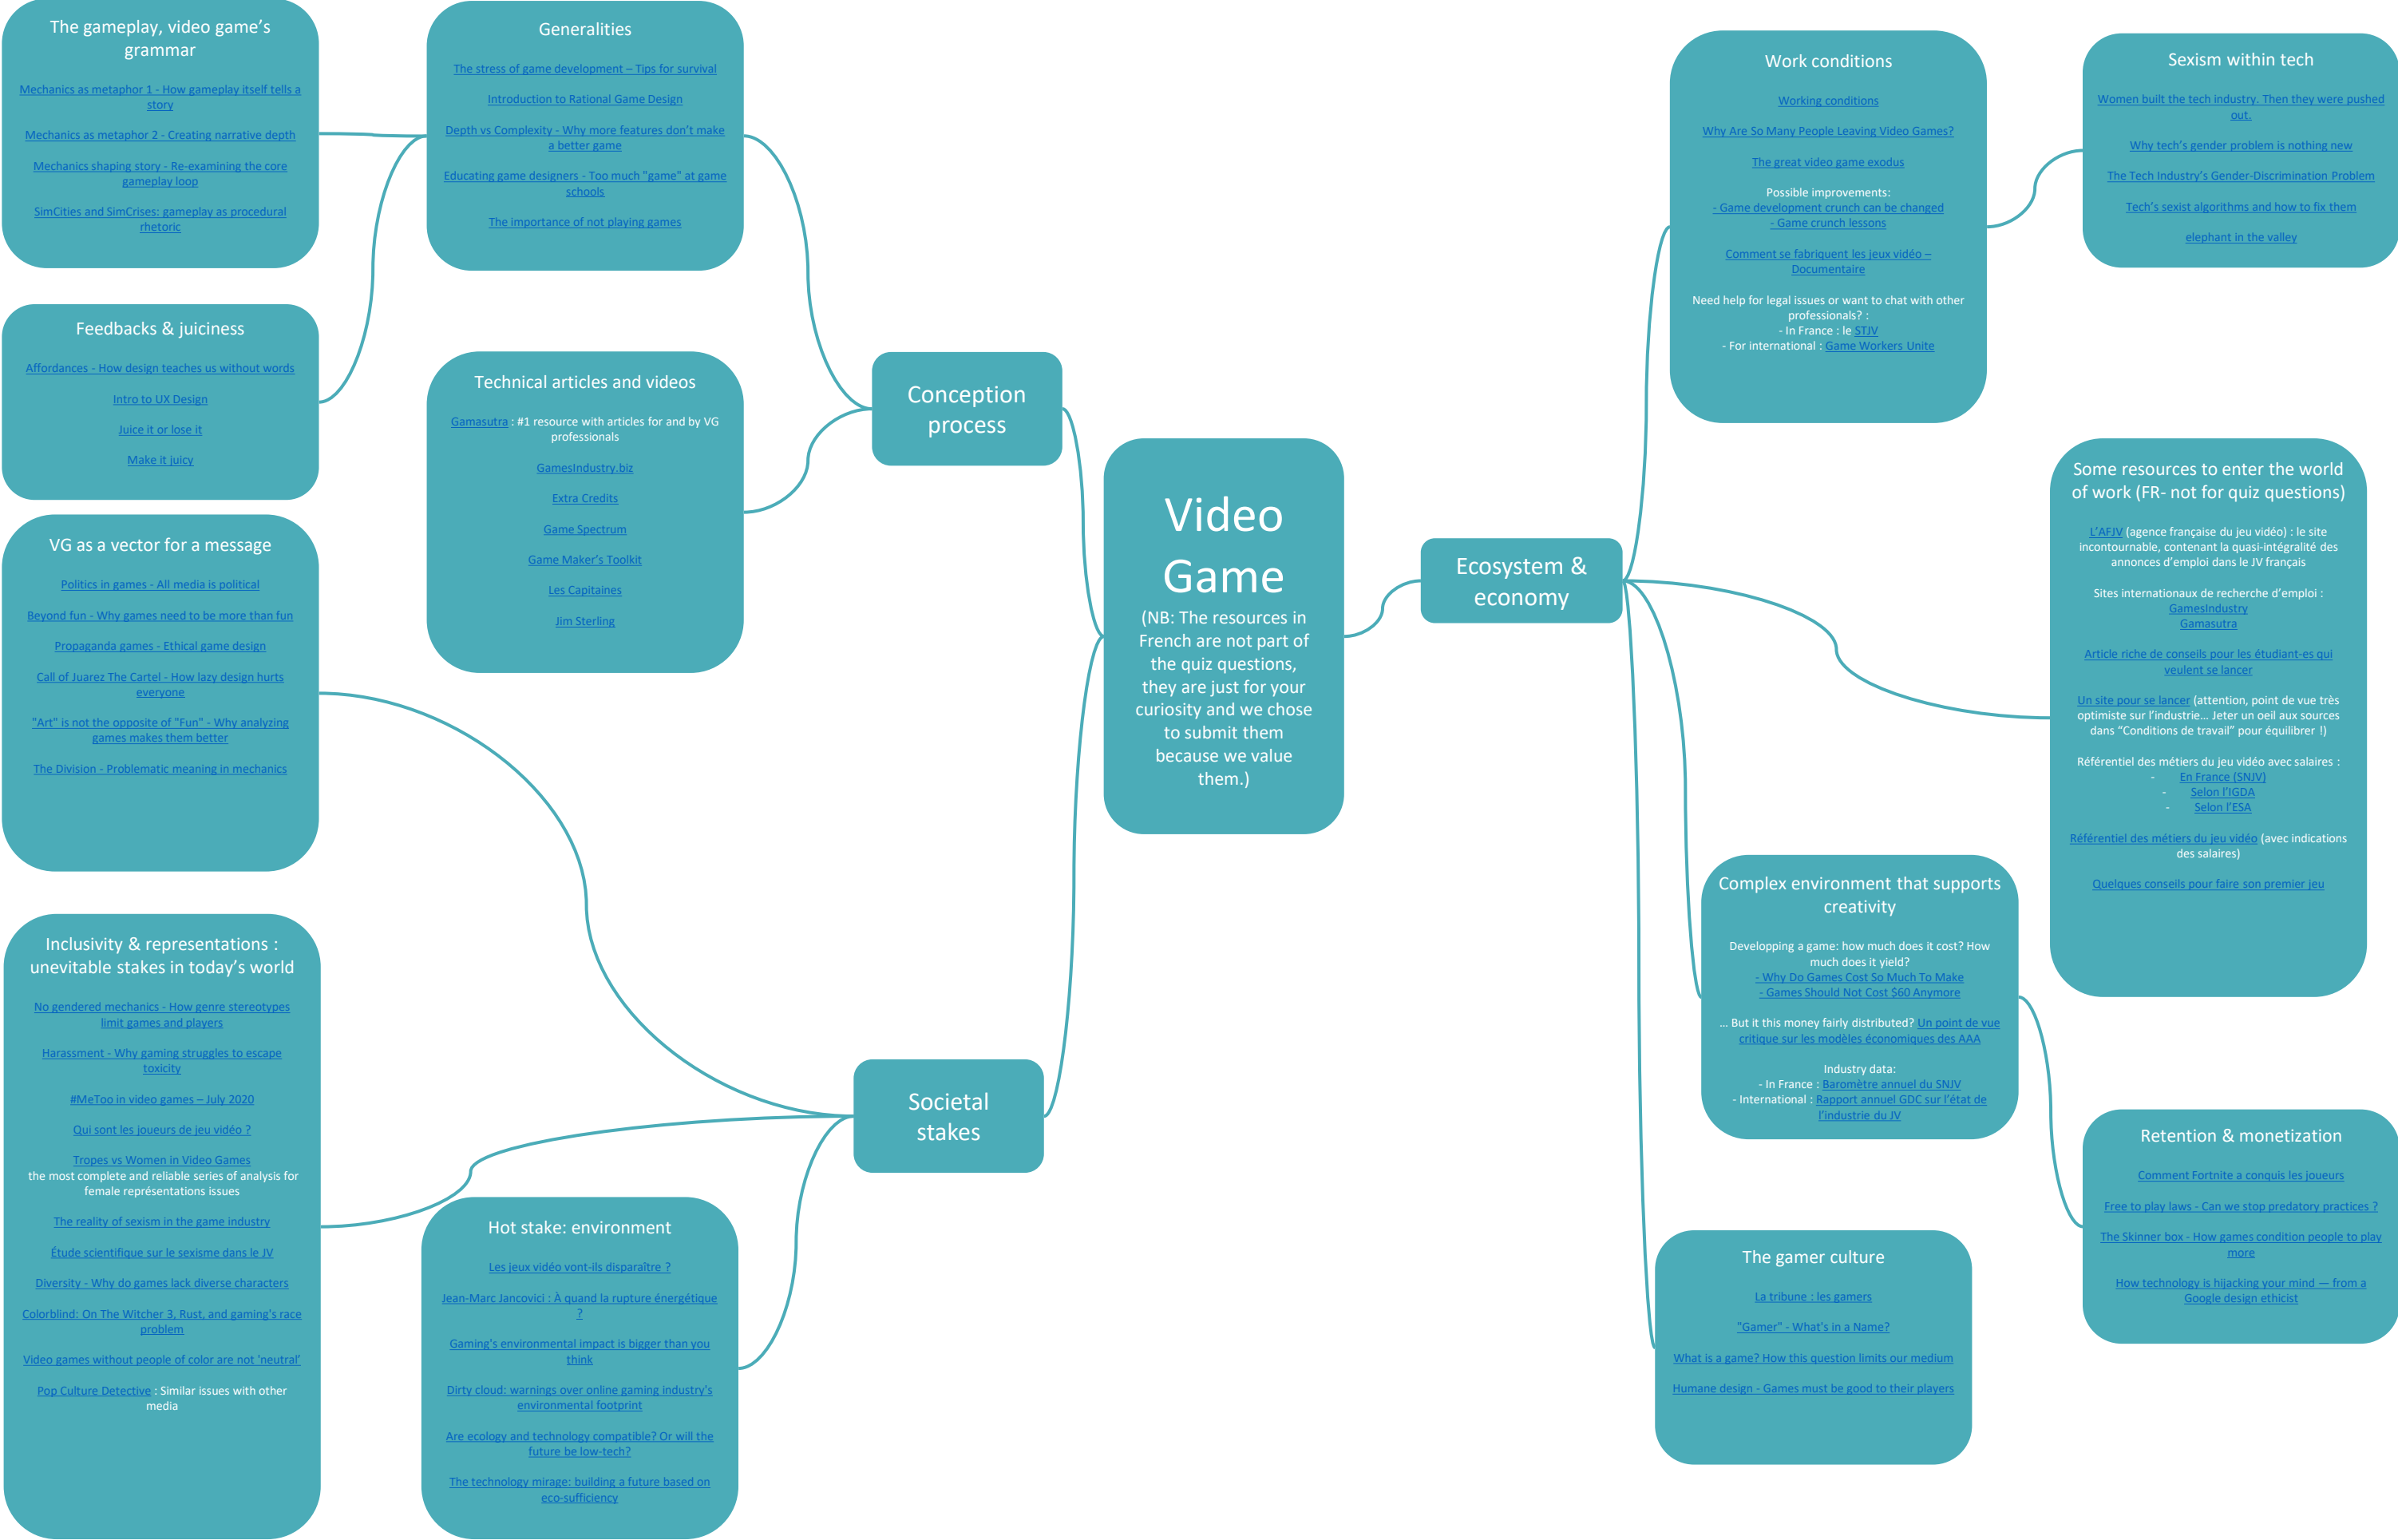 The gameplay, video game's
grammar
Mechanics as metaphor 1 - How gameplay itself tells a
story
Mechanics as metaphor 2 - Creating narrative depth
Mechanics shaping story - Re-examining the core
gameplay loop
SimCities and SimCrises: gameplay as procedural
rhetoric
Feedbacks & juiciness
Affordances - How design teaches us without words
Intro to UX Design
Juice it or lose it
Make it juicy
VG as a vector for a message
Politics in games - All media is political
Beyond fun - Why games need to be more than fun
Propaganda games - Ethical game design
Call of Juarez The Cartel - How lazy design hurts
everyone
"Art" is not the opposite of "Fun" - Why analyzing
games makes them better
The Division - Problematic meaning in mechanics
Inclusivity & representations :
unevitable stakes in today's world
No gendered mechanics - How genre stereotypes
limit games and players
Harassment - Why gaming struggles to escape
toxicity
#MeToo in video games – July 2020
Qui sont les joueurs de jeu vidéo ?
Tropes vs Women in Video Games
the most complete and reliable series of analysis for
female représentations issues
The reality of sexism in the game industry
Étude scientifique sur le sexisme dans le JV
Diversity - Why do games lack diverse characters
Colorblind: On The Witcher 3, Rust, and gaming's race
problem
Video games without people of color are not 'neutral'
Pop Culture Detective : Similar issues with other
media
Generalities
The stress of game development – Tips for survival
Introduction to Rational Game Design
Depth vs Complexity - Why more features don't make
a better game
Educating game designers - Too much "game" at game
schools
The importance of not playing games
Technical articles and videos
Gamasutra : #1 resource with articles for and by VG
professionals
GamesIndustry.biz
Extra Credits
Game Spectrum
Game Maker's Toolkit
Les Capitaines
Jim Sterling
Hot stake: environment
Les jeux vidéo vont-ils disparaître ?
Jean-Marc Jancovici : À quand la rupture énergétique
?
Gaming's environmental impact is bigger than you
think
Dirty cloud: warnings over online gaming industry's
environmental footprint
Are ecology and technology compatible? Or will the
future be low-tech?
The technology mirage: building a future based on
eco-sufficiency
Conception
process
Societal
stakes
Video
Game
(NB: The resources in
French are not part of
the quiz questions,
they are just for your
curiosity and we chose
to submit them
because we value
them.)
Ecosystem &
economy
Work conditions
Working conditions
Why Are So Many People Leaving Video Games?
The great video game exodus
Possible improvements:
- Game development crunch can be changed
- Game crunch lessons
Comment se fabriquent les jeux vidéo –
Documentaire
Need help for legal issues or want to chat with other
professionals? :
- In France : le STJV
- For international : Game Workers Unite
Sexism within tech
Women built the tech industry. Then they were pushed
out.
Why tech's gender problem is nothing new
The Tech Industry's Gender-Discrimination Problem
Tech's sexist algorithms and how to fix them
elephant in the valley
Some resources to enter the world
of work (FR- not for quiz questions)
L'AFJV (agence française du jeu vidéo) : le site
incontournable, contenant la quasi-intégralité des
annonces d'emploi dans le JV français
Sites internationaux de recherche d'emploi :
GamesIndustry
Gamasutra
Article riche de conseils pour les étudiant-es qui
veulent se lancer
Un site pour se lancer (attention, point de vue très
optimiste sur l'industrie… Jeter un oeil aux sources
dans “Conditions de travail” pour équilibrer !)
Référentiel des métiers du jeu vidéo avec salaires :
- En France (SNJV)
- Selon l'IGDA
- Selon l'ESA
Référentiel des métiers du jeu vidéo (avec indications
des salaires)
Quelques conseils pour faire son premier jeu
Complex environment that supports
creativity
Developping a game: how much does it cost? How
much does it yield?
- Why Do Games Cost So Much To Make
- Games Should Not Cost $60 Anymore
… But it this money fairly distributed? Un point de vue
critique sur les modèles économiques des AAA
Industry data:
- In France : Baromètre annuel du SNJV
- International : Rapport annuel GDC sur l'état de
l'industrie du JV
Retention & monetization
Comment Fortnite a conquis les joueurs
Free to play laws - Can we stop predatory practices ?
The Skinner box - How games condition people to play
more
How technology is hijacking your mind — from a
Google design ethicist
The gamer culture
La tribune : les gamers
"Gamer" - What's in a Name?
What is a game? How this question limits our medium
Humane design - Games must be good to their players